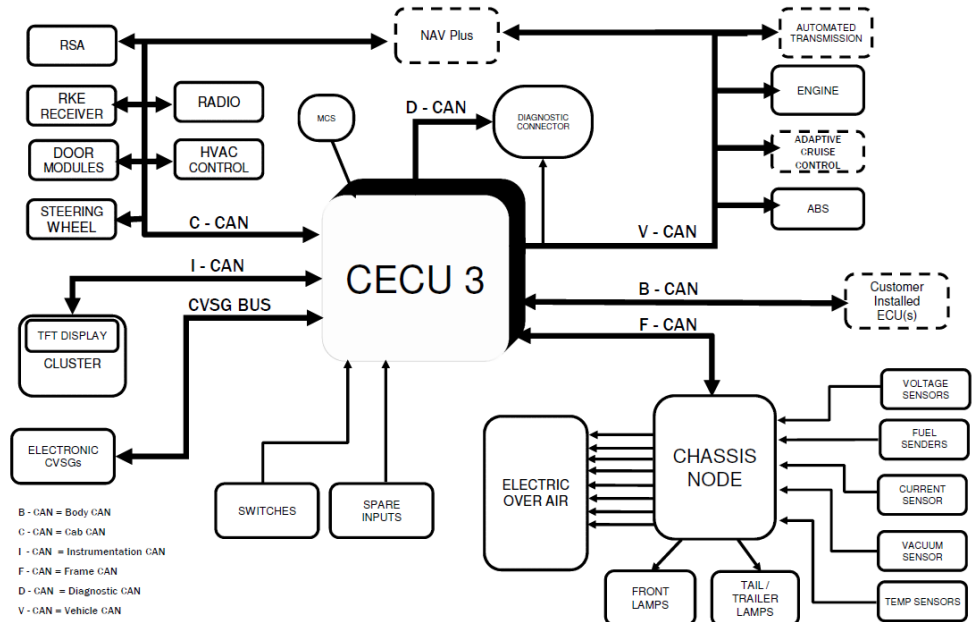 RSA
NAV Plus
AUTOMATED
TRANSMISSION
RKE
RECEIVER
RADIO
MCS
D - CAN
DIAGNOSTIC
CONNECTOR
ENGINE
DOOR
MODULES
HVAC
CONTROL
ADAPTIVE
CRUISE
CONTROL
STEERING
WHEEL
C - CAN
V - CAN
ABS
I - CAN
CECU 3
B - CAN
Customer
Installed
ECU(s)
CVSG BUS
F - CAN
TFT DISPLAY
CLUSTER
VOLTAGE
SENSORS
ELECTRONIC
CVSGs
SWITCHES
SPARE
INPUTS
ELECTRIC
OVER AIR
CHASSIS
NODE
FUEL
SENDERS
CURRENT
SENSOR
VACUUM
SENSOR
TEMP SENSORS
FRONT
LAMPS
TAIL /
TRAILER
LAMPS
B - CAN = Body CAN
C - CAN = Cab CAN
I - CAN = Instrumentation CAN
F - CAN = Frame CAN
D - CAN = Diagnostic CAN
V - CAN = Vehicle CAN